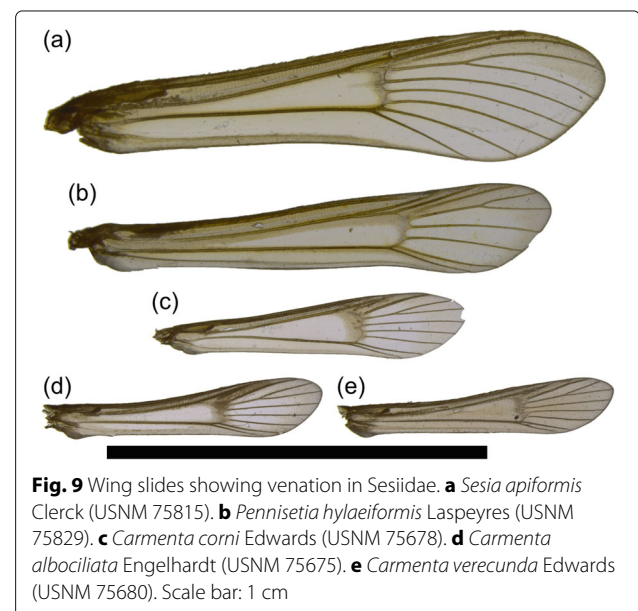 (a)
(b)
(c)
(d)
(e)
Fig. 9 Wing slides showing venation in Sesiidae. a Sesia apiformis
Clerck (USNM 75815). b Pennisetia hylaeiformis Laspeyres (USNM
75829). c Carmenta corni Edwards (USNM 75678). d Carmenta
albociliata Engelhardt (USNM 75675). e Carmenta verecunda Edwards
(USNM 75680). Scale bar: 1 cm